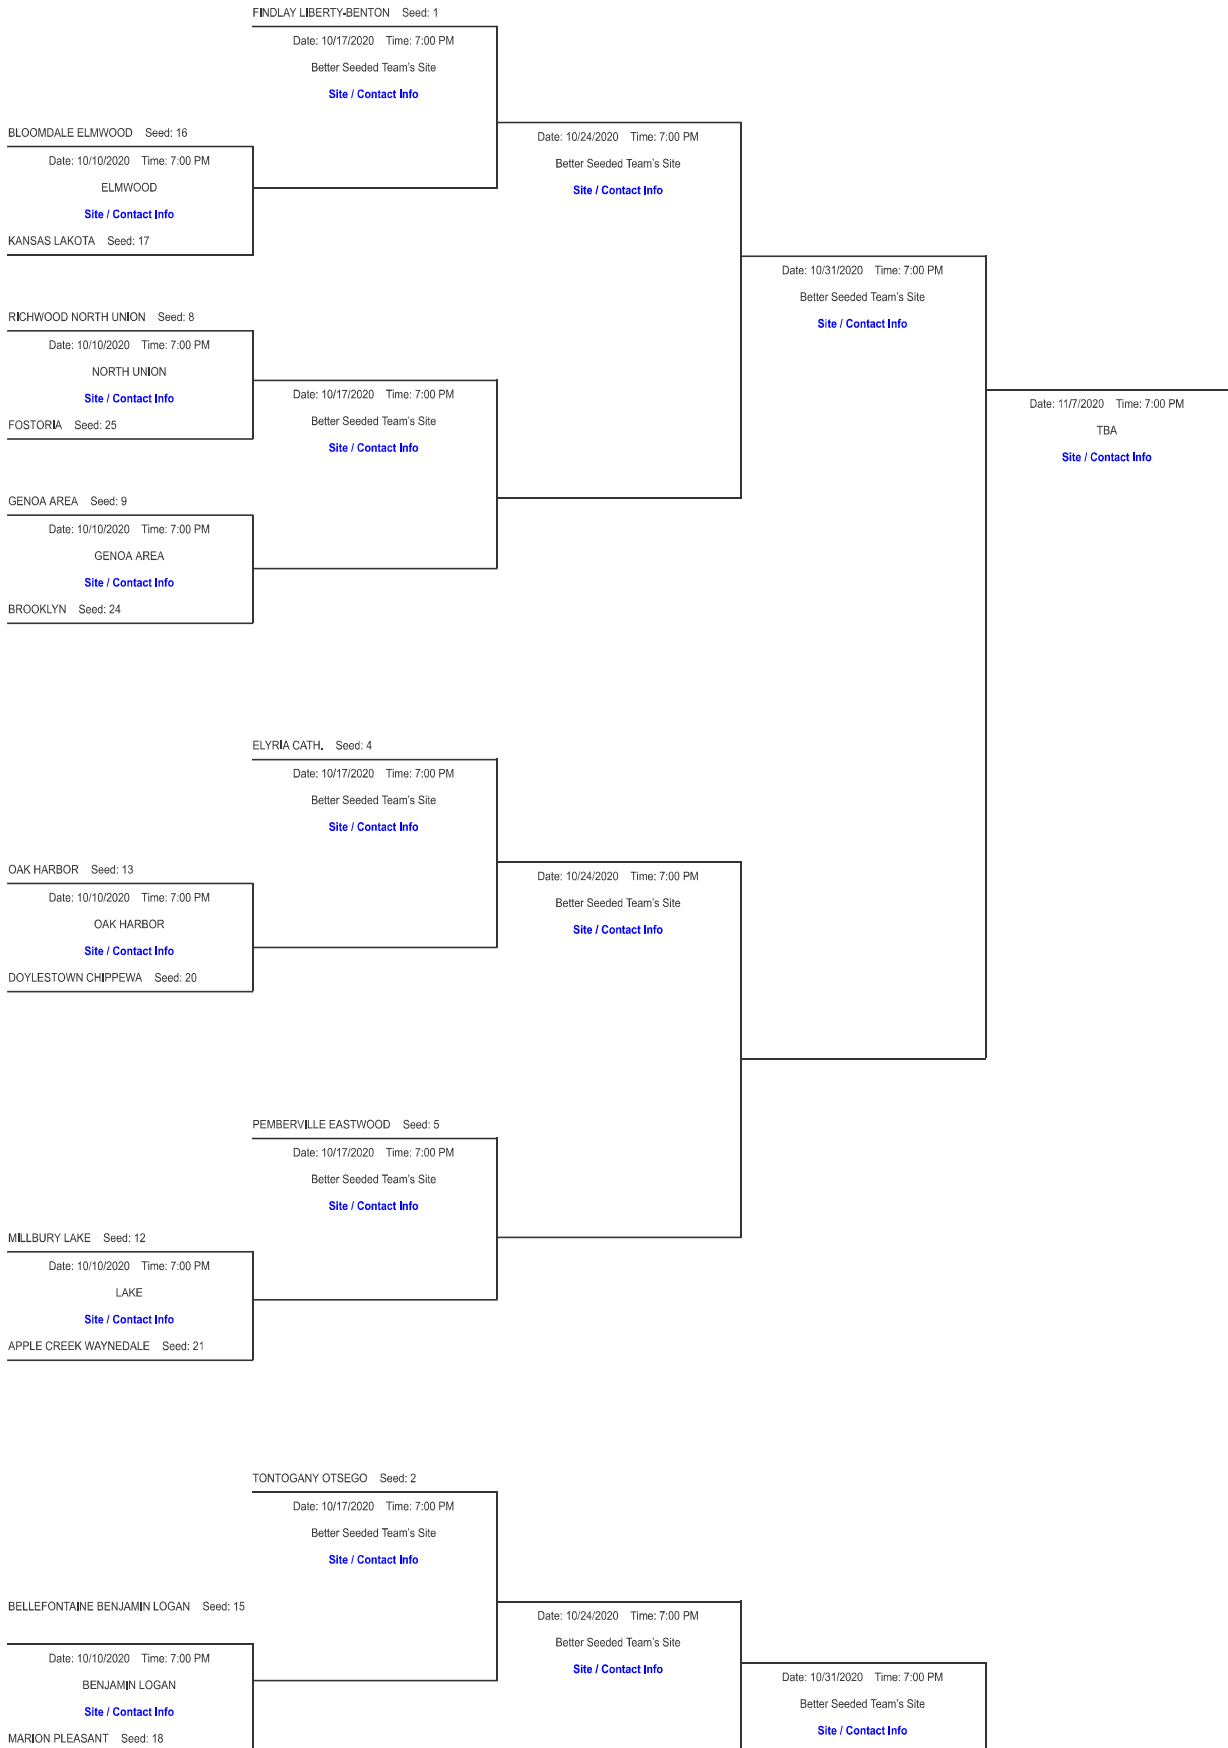 FINDLAY LIBERTY-BENTON Seed: 1
Date: 10/17/2020 Time: 7:00 PM
Better Seeded Team's Site
Site / Contact Info
BLOOMDALE ELMWOOD Seed: 16
Date: 10/10/2020 Time: 7:00 PM
ELMWOOD
Site / Contact Info
KANSAS LAKOTA Seed: 17
Date: 10/24/2020 Time: 7:00 PM
Better Seeded Team's Site
Site / Contact Info
Date: 10/31/2020 Time: 7:00 PM
Better Seeded Team's Site
Site / Contact Info
RICHWOOD NORTH UNION Seed: 8
Date: 10/10/2020 Time: 7:00 PM
NORTH UNION
Site / Contact Info
FOSTORIA Seed: 25
Date: 10/17/2020 Time: 7:00 PM
Better Seeded Team's Site
Site / Contact Info
Date: 11/7/2020 Time: 7:00 PM
TBA
Site / Contact Info
GENOA AREA Seed: 9
Date: 10/10/2020 Time: 7:00 PM
GENOA AREA
Site / Contact Info
BROOKLYN Seed: 24
ELYRIA CATH. Seed: 4
Date: 10/17/2020 Time: 7:00 PM
Better Seeded Team's Site
Site / Contact Info
OAK HARBOR Seed: 13
Date: 10/10/2020 Time: 7:00 PM
OAK HARBOR
Site / Contact Info
DOYLESTOWN CHIPPEWA Seed: 20
Date: 10/24/2020 Time: 7:00 PM
Better Seeded Team's Site
Site / Contact Info
PEMBERVILLE EASTWOOD Seed: 5
Date: 10/17/2020 Time: 7:00 PM
Better Seeded Team's Site
Site / Contact Info
MILLBURY LAKE Seed: 12
Date: 10/10/2020 Time: 7:00 PM
LAKE
Site / Contact Info
APPLE CREEK WAYNEDALE Seed: 21
TONTOGANY OTSEGO Seed: 2
Date: 10/17/2020 Time: 7:00 PM
Better Seeded Team's Site
Site / Contact Info
BELLEFONTAINE BENJAMIN LOGAN Seed: 15
Date: 10/10/2020 Time: 7:00 PM
BENJAMIN LOGAN
Site / Contact Info
MARION PLEASANT Seed: 18
Date: 10/24/2020 Time: 7:00 PM
Better Seeded Team's Site
Site / Contact Info
Date: 10/31/2020 Time: 7:00 PM
Better Seeded Team's Site
Site / Contact Info